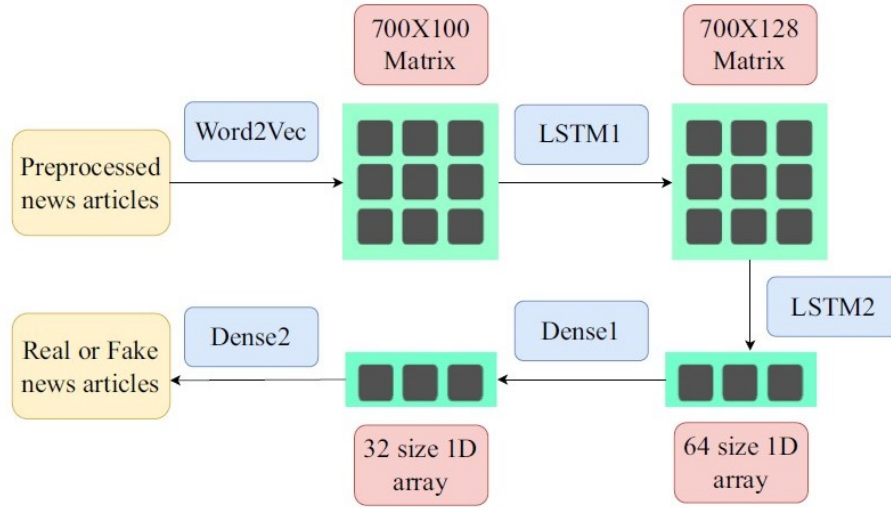 700X100
Matrix
700X128
Matrix
Word2Vec
LSTM1
Preprocessed
news articles
LSTM2
Real or Fake
news articles
Dense2
Dense1
32 size 1D
array
64 size 1D
array